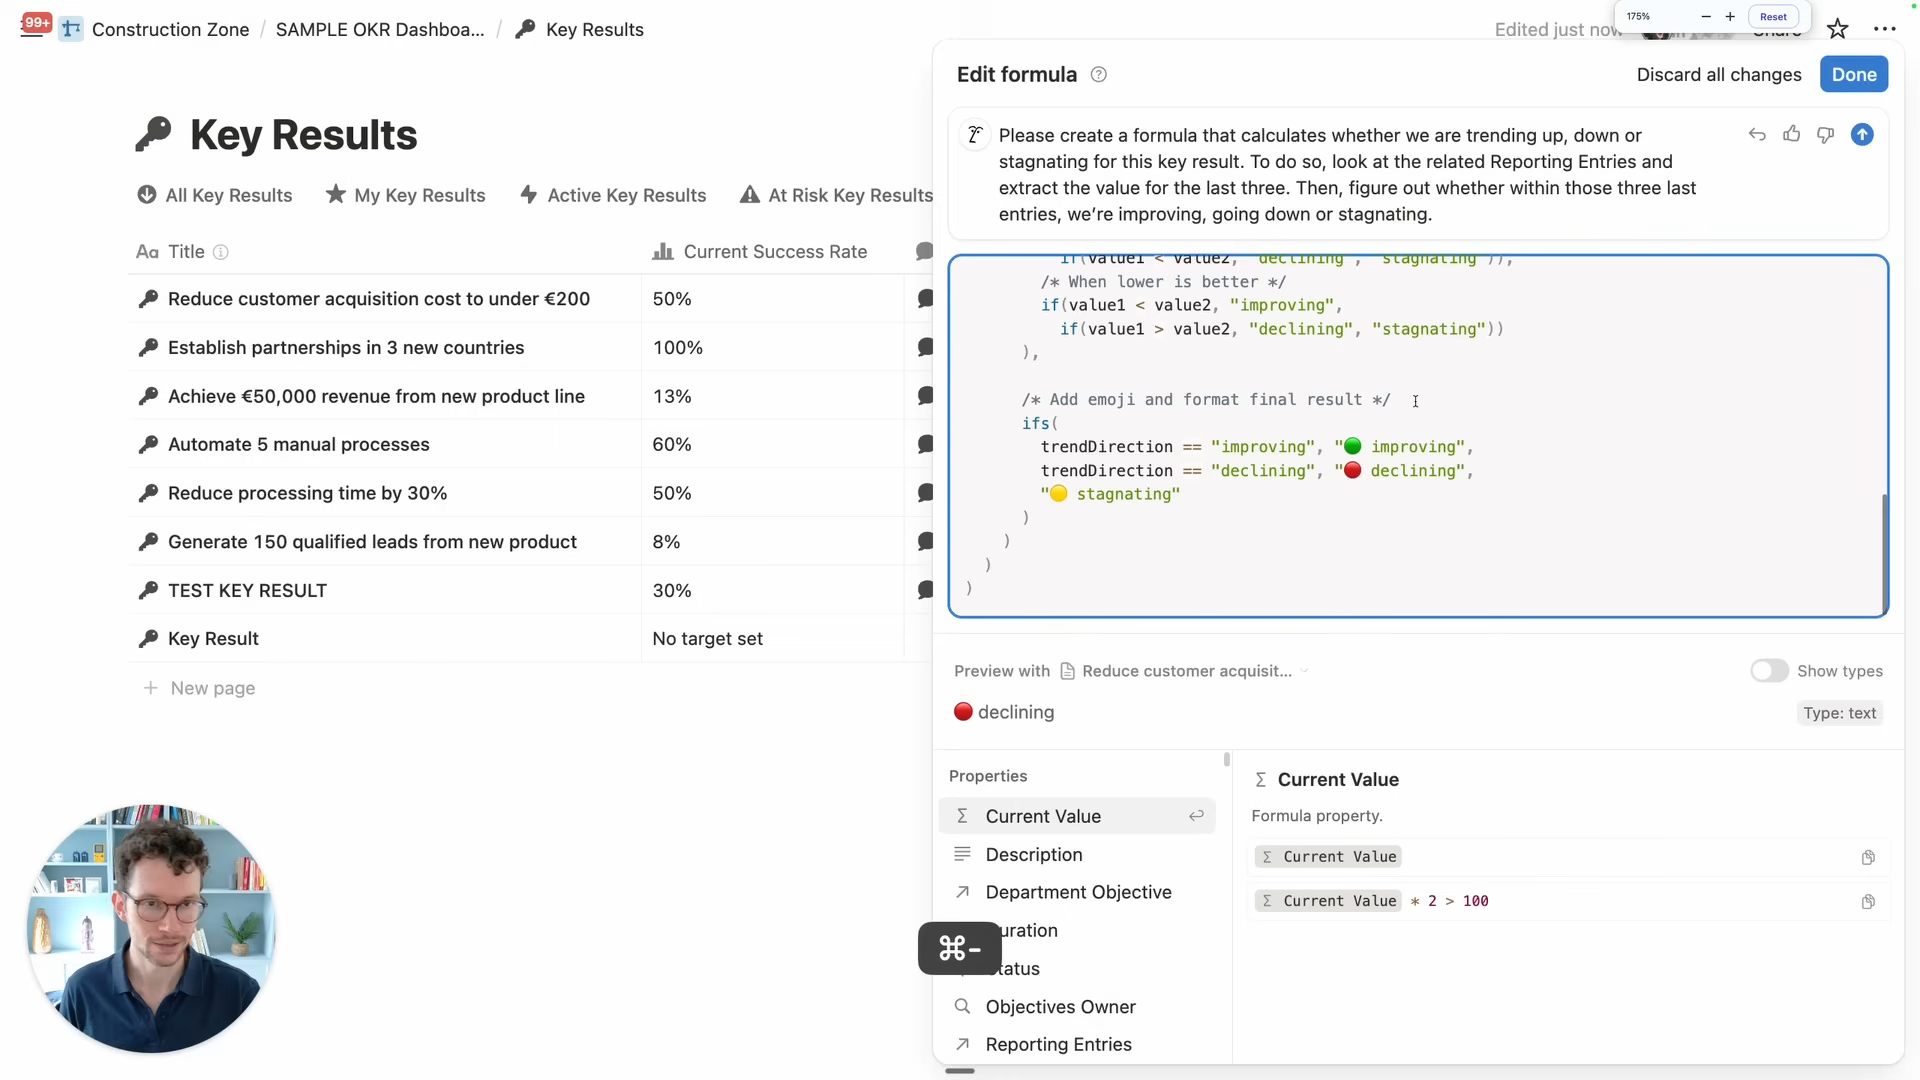 99+
Construction Zone / SAMPLE OKR Dashboa... / Key Results
Edited just now
175% − + Reset
Edit formula
Discard all changes
Done
Please create a formula that calculates whether we are trending up, down or
stagnating for this key result. To do so, look at the related Reporting Entries and
extract the value for the last three. Then, figure out whether within those three last
entries, we’re improving, going down or stagnating.
Key Results
All Key Results
My Key Results
Active Key Results
At Risk Key Results
Aa Title
Current Success Rate
Reduce customer acquisition cost to under €200 50%
Establish partnerships in 3 new countries 100%
Achieve €50,000 revenue from new product line 13%
Automate 5 manual processes 60%
Reduce processing time by 30% 50%
Generate 150 qualified leads from new product 8%
TEST KEY RESULT 30%
Key Result No target set
+ New page
if(value1 < value2, "declining", "stagnating")),
/* When lower is better */
if(value1 < value2, "improving",
if(value1 > value2, "declining", "stagnating"))
),
/* Add emoji and format final result */
ifs(
trendDirection == "improving", "🟢 improving",
trendDirection == "declining", "🔴 declining",
"🟡 stagnating"
)
)
)
)
Preview with Reduce customer acquisit...
Show types
🔴 declining
Type: text
Properties
Current Value
Description
Department Objective
uration
tatus
Objectives Owner
Reporting Entries
⌘-
Σ Current Value
Formula property.
Σ Current Value
Σ Current Value * 2 > 100